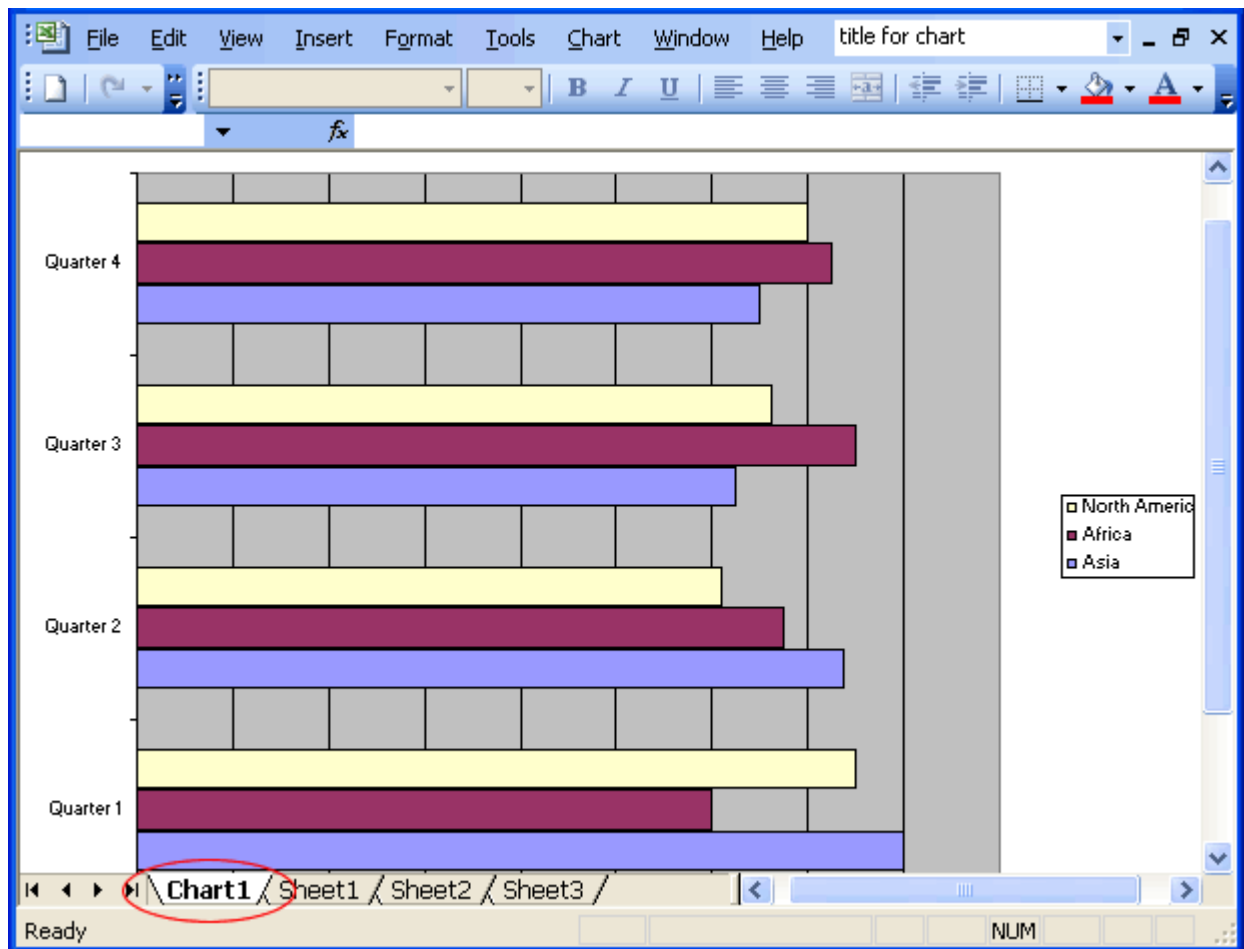 File Edit View Insert Format Tools Chart Window Help title for chart
B I U A
fx
Quarter 4
Quarter 3
North Americ
Africa
Asia
Quarter 2
Quarter 1
Chart1 Sheet1 Sheet2 Sheet3
Ready NUM